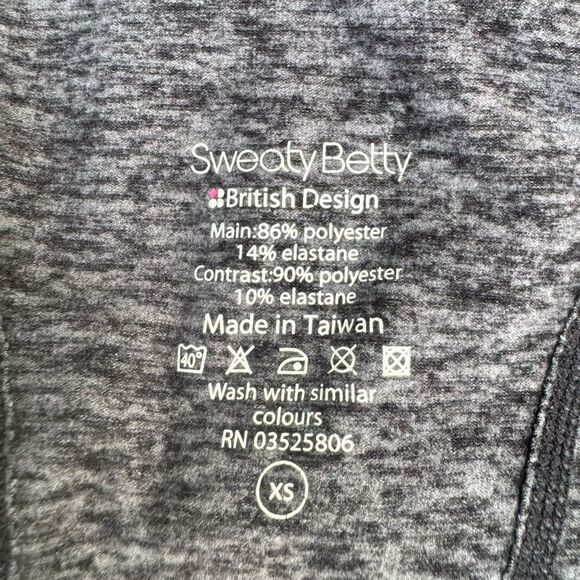 Sweaty Betty
British Design
Main:86% polyester
14% elastane
Contrast:90% polyester
10% elastane
Made in Taiwan
40°
Wash with similar
colours
RN 03525806
XS